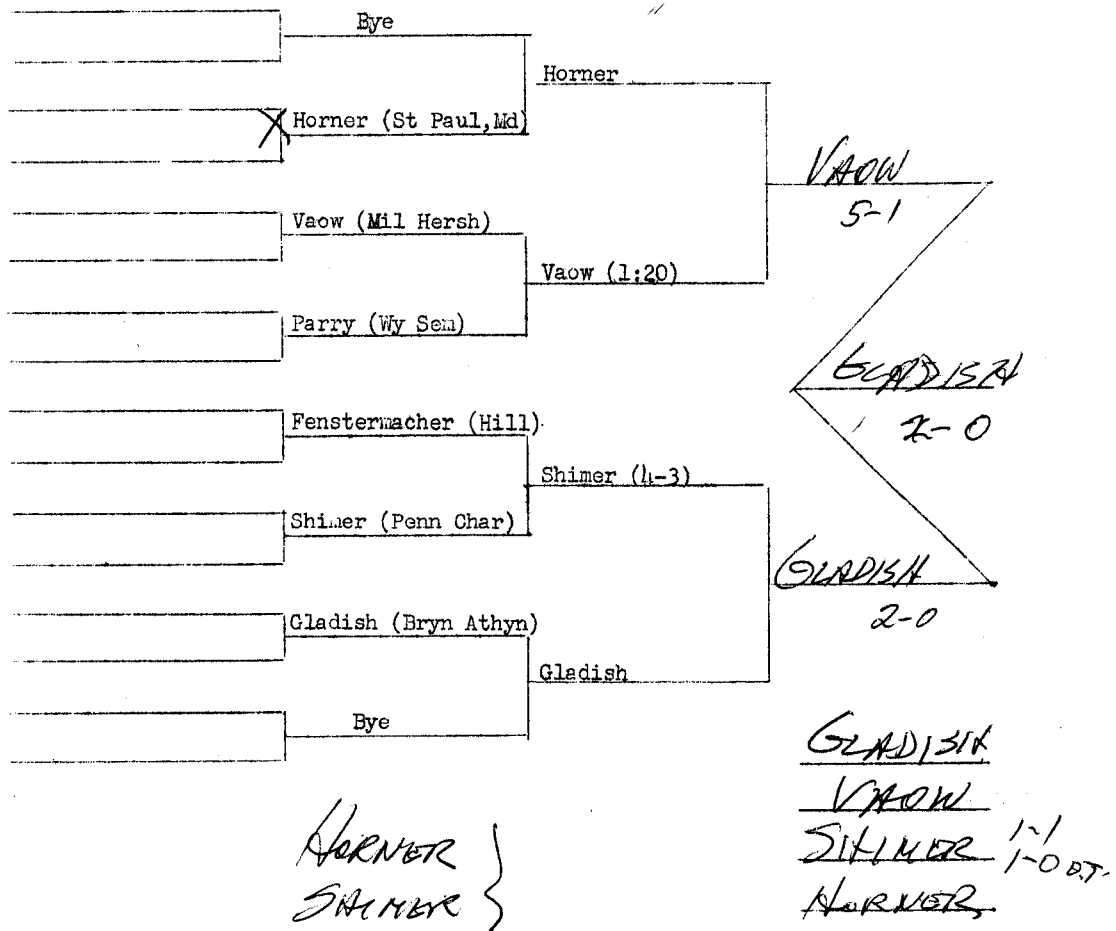 Bye
Horner
Horner (St Paul,Md)
VAOW
5-1
Vaow (Mil Hersh)
Vaow (1:20)
Parry (Wy Sem)
GLADISH
2-0
Fenstermacher (Hill)
Shimer (4-3)
Shimer (Penn Char)
GLADISH
2-0
Gladish (Bryn Athyn)
Gladish
Bye
GLADISH
VAOW
SHIMER 1-1
1-0 O.T.
HORNER
HORNER
SHIMER